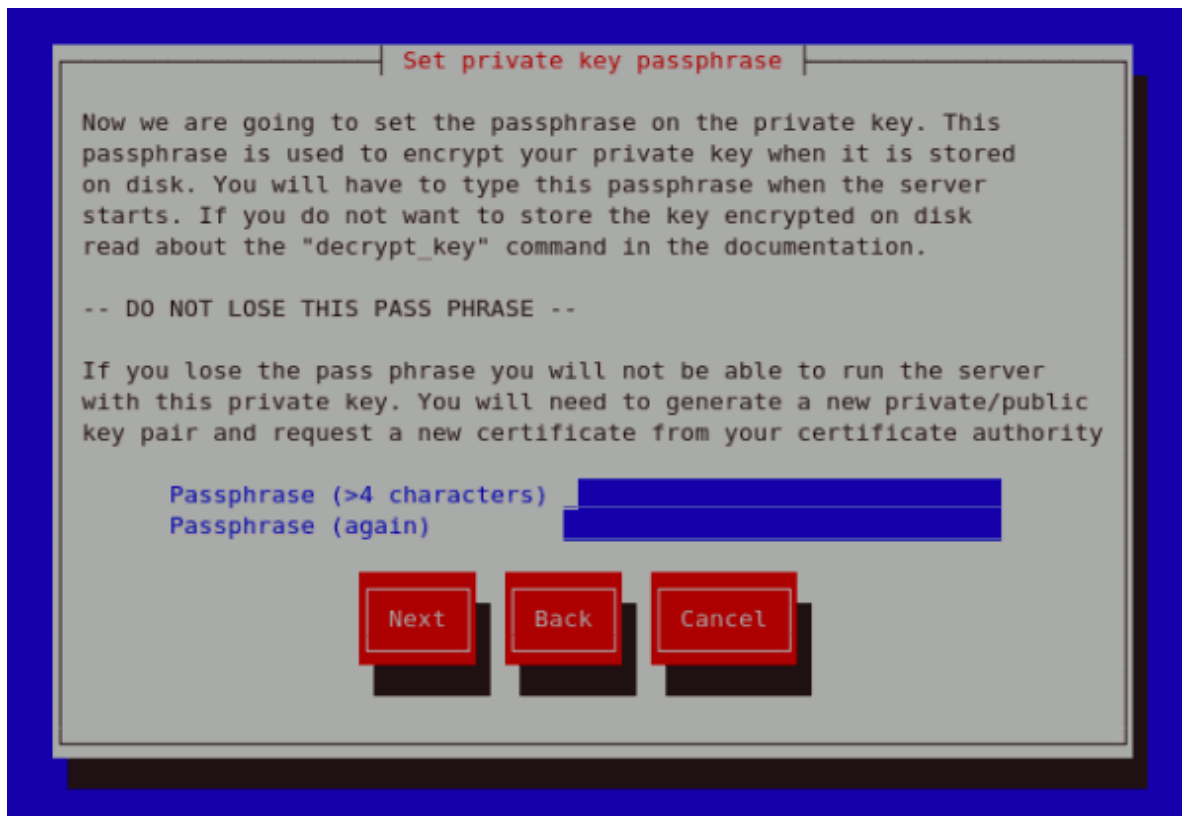 Set private key passphrase
Now we are going to set the passphrase on the private key. This
passphrase is used to encrypt your private key when it is stored
on disk. You will have to type this passphrase when the server
starts. If you do not want to store the key encrypted on disk
read about the "decrypt_key" command in the documentation.
-- DO NOT LOSE THIS PASS PHRASE --
If you lose the pass phrase you will not be able to run the server
with this private key. You will need to generate a new private/public
key pair and request a new certificate from your certificate authority
Passphrase (>4 characters)
Passphrase (again)
Next Back Cancel